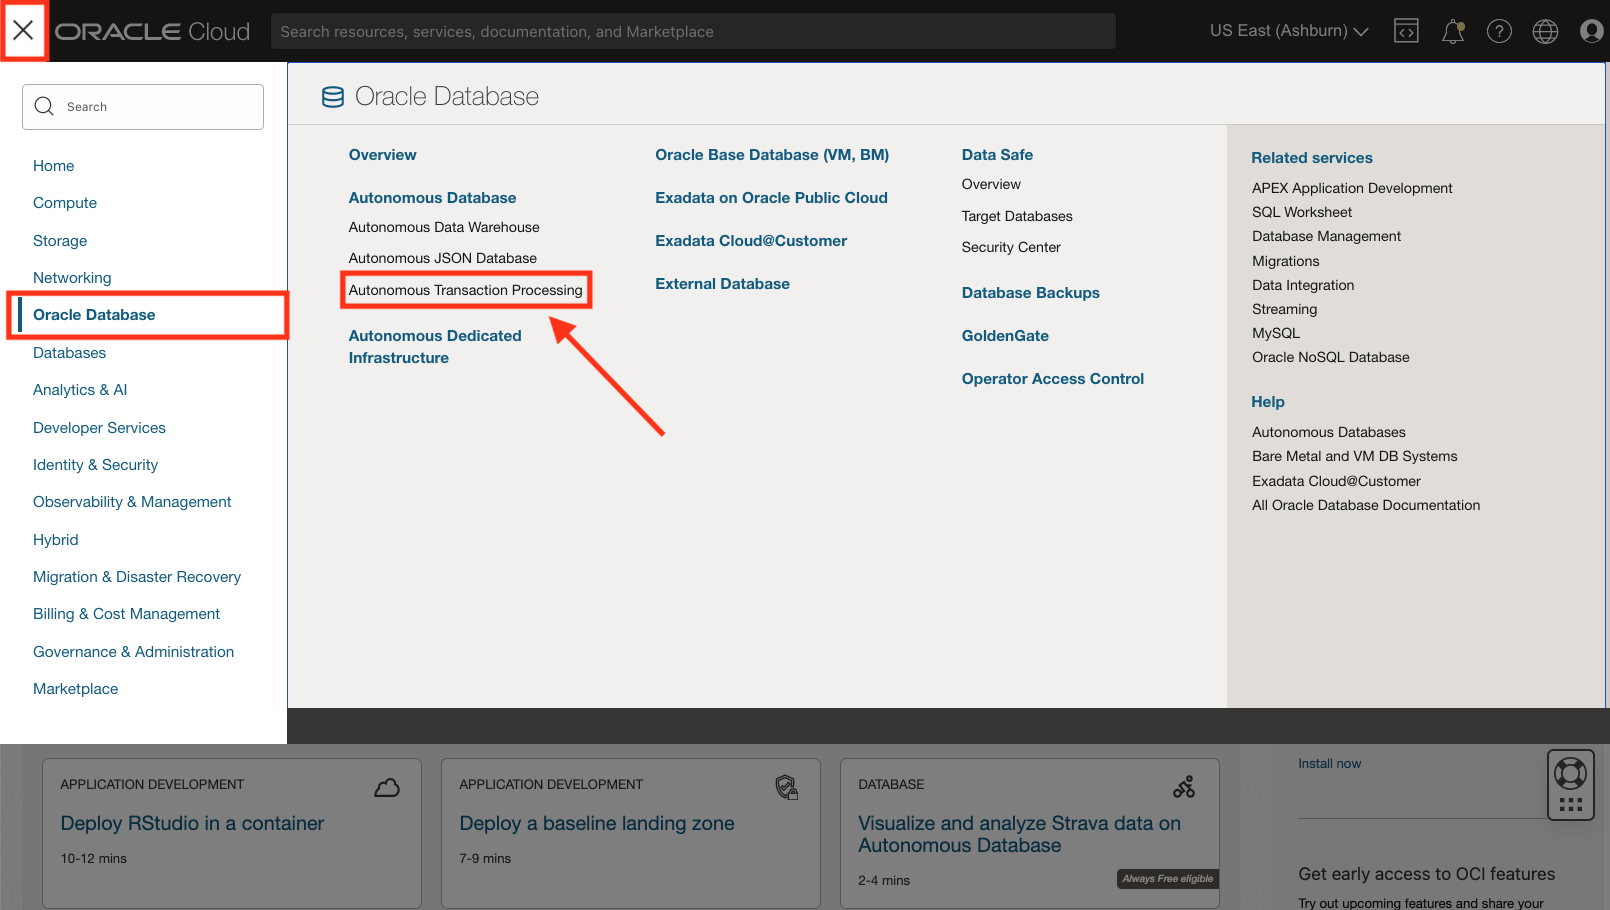 ORACLE Cloud
Search resources, services, documentation, and Marketplace
US East (Ashburn)
Search
Home
Compute
Storage
Networking
Oracle Database
Databases
Analytics & AI
Developer Services
Identity & Security
Observability & Management
Hybrid
Migration & Disaster Recovery
Billing & Cost Management
Governance & Administration
Marketplace
Oracle Database
Overview
Autonomous Database
Autonomous Data Warehouse
Autonomous JSON Database
Autonomous Transaction Processing
Autonomous Dedicated
Infrastructure
Oracle Base Database (VM, BM)
Exadata on Oracle Public Cloud
Exadata Cloud@Customer
External Database
Data Safe
Overview
Target Databases
Security Center
Database Backups
GoldenGate
Operator Access Control
Related services
APEX Application Development
SQL Worksheet
Database Management
Migrations
Data Integration
Streaming
MySQL
Oracle NoSQL Database
Help
Autonomous Databases
Bare Metal and VM DB Systems
Exadata Cloud@Customer
All Oracle Database Documentation
APPLICATION DEVELOPMENT
Deploy RStudio in a container
10-12 mins
APPLICATION DEVELOPMENT
Deploy a baseline landing zone
7-9 mins
DATABASE
Visualize and analyze Strava data on
Autonomous Database
2-4 mins
Always Free eligible
Install now
Get early access to OCI features
Try out upcoming features and share your